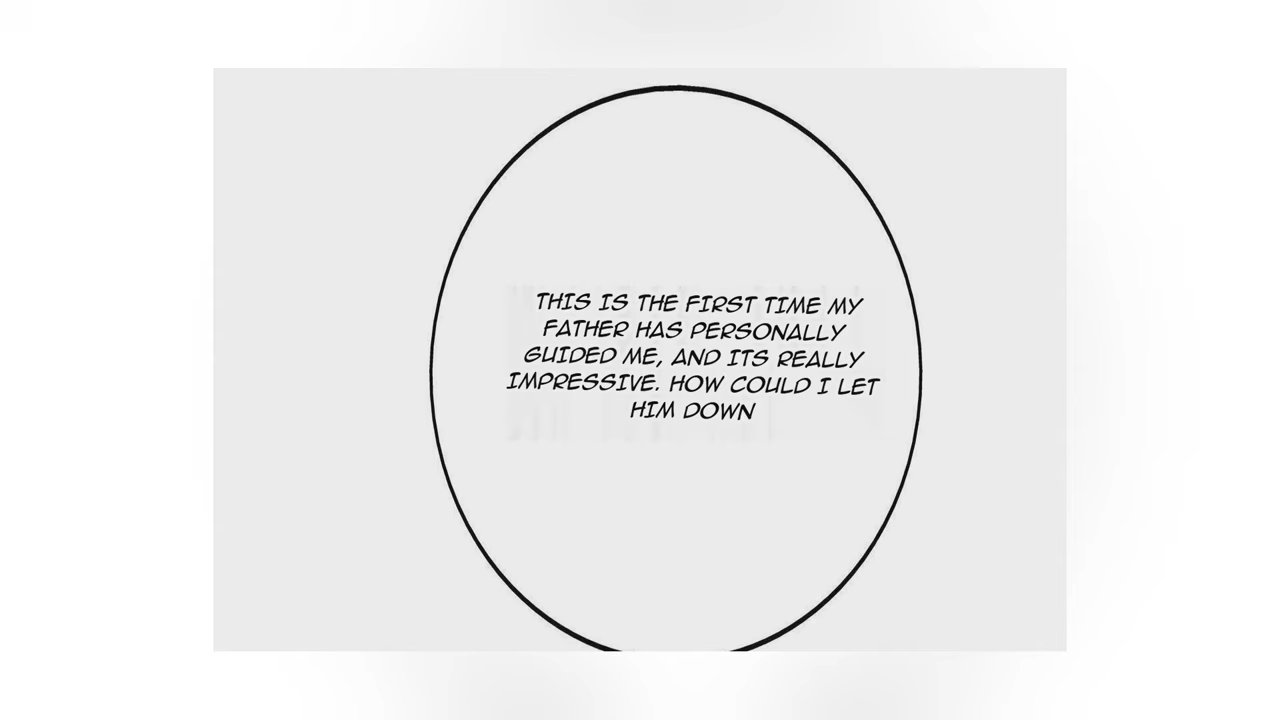 THIS IS THE FIRST TIME MY
FATHER HAS PERSONALLY
GUIDED ME, AND ITS REALLY
IMPRESSIVE. HOW COULD I LET
HIM DOWN